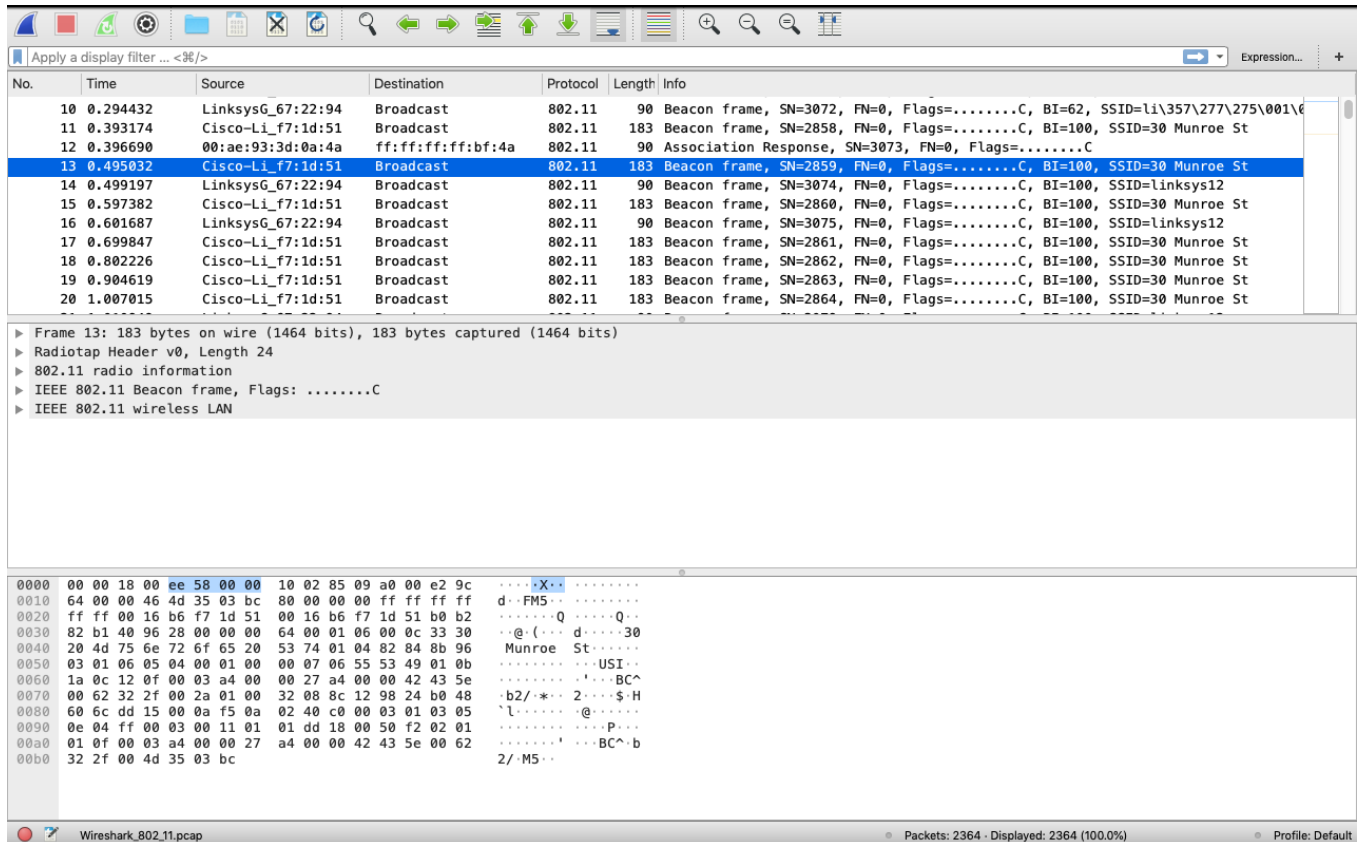 Apply a display filter ... <⌘/>
Expression... +
No. Time Source Destination Protocol Length Info
10 0.294432 LinksysG_67:22:94 Broadcast 802.11 90 Beacon frame, SN=3072, FN=0, Flags=........C, BI=62, SSID=li\357\277\275\001\
11 0.393174 Cisco-Li_f7:1d:51 Broadcast 802.11 183 Beacon frame, SN=2858, FN=0, Flags=........C, BI=100, SSID=30 Munroe St
12 0.396690 00:ae:93:3d:0a:4a ff:ff:ff:ff:bf:4a 802.11 90 Association Response, SN=3073, FN=0, Flags=........C
13 0.495032 Cisco-Li_f7:1d:51 Broadcast 802.11 183 Beacon frame, SN=2859, FN=0, Flags=........C, BI=100, SSID=30 Munroe St
14 0.499197 LinksysG_67:22:94 Broadcast 802.11 90 Beacon frame, SN=3074, FN=0, Flags=........C, BI=100, SSID=linksys12
15 0.597382 Cisco-Li_f7:1d:51 Broadcast 802.11 183 Beacon frame, SN=2860, FN=0, Flags=........C, BI=100, SSID=30 Munroe St
16 0.601687 LinksysG_67:22:94 Broadcast 802.11 90 Beacon frame, SN=3075, FN=0, Flags=........C, BI=100, SSID=linksys12
17 0.699847 Cisco-Li_f7:1d:51 Broadcast 802.11 183 Beacon frame, SN=2861, FN=0, Flags=........C, BI=100, SSID=30 Munroe St
18 0.802226 Cisco-Li_f7:1d:51 Broadcast 802.11 183 Beacon frame, SN=2862, FN=0, Flags=........C, BI=100, SSID=30 Munroe St
19 0.904619 Cisco-Li_f7:1d:51 Broadcast 802.11 183 Beacon frame, SN=2863, FN=0, Flags=........C, BI=100, SSID=30 Munroe St
20 1.007015 Cisco-Li_f7:1d:51 Broadcast 802.11 183 Beacon frame, SN=2864, FN=0, Flags=........C, BI=100, SSID=30 Munroe St
Frame 13: 183 bytes on wire (1464 bits), 183 bytes captured (1464 bits)
Radiotap Header v0, Length 24
802.11 radio information
IEEE 802.11 Beacon frame, Flags: ........C
IEEE 802.11 wireless LAN
0000 00 00 18 00 ee 58 00 00 10 02 85 09 a0 00 e2 9c ·····X·· ········
0010 64 00 00 46 4d 35 03 bc 80 00 00 00 ff ff ff ff d··FM5·· ········
0020 ff ff 00 16 b6 f7 1d 51 00 16 b6 f7 1d 51 b0 b2 ·······Q ·····Q··
0030 82 b1 40 96 28 00 00 00 64 00 01 06 00 0c 33 30 ··@·(··· d·····30
0040 20 4d 75 6e 72 6f 65 20 53 74 01 04 82 84 8b 96 Munroe St······
0050 03 01 06 05 04 00 01 00 00 07 06 55 53 49 01 0b ········ ···USI··
0060 1a 0c 12 0f 00 03 a4 00 00 27 a4 00 00 42 43 5e ········ ·'···BC^
0070 00 62 32 2f 00 2a 01 00 32 08 8c 12 98 24 b0 48 ·b2/·*·· 2····$·H
0080 60 6c dd 15 00 0a f5 0a 02 40 c0 00 03 01 03 05 `l······ ·@······
0090 0e 04 ff 00 03 00 11 01 01 dd 18 00 50 f2 02 01 ········ ····P···
00a0 01 0f 00 03 a4 00 00 27 a4 00 00 42 43 5e 00 62 ·······' ···BC^·b
00b0 32 2f 00 4d 35 03 bc 2/·M5··
Wireshark_802_11.pcap Packets: 2364 · Displayed: 2364 (100.0%) Profile: Default